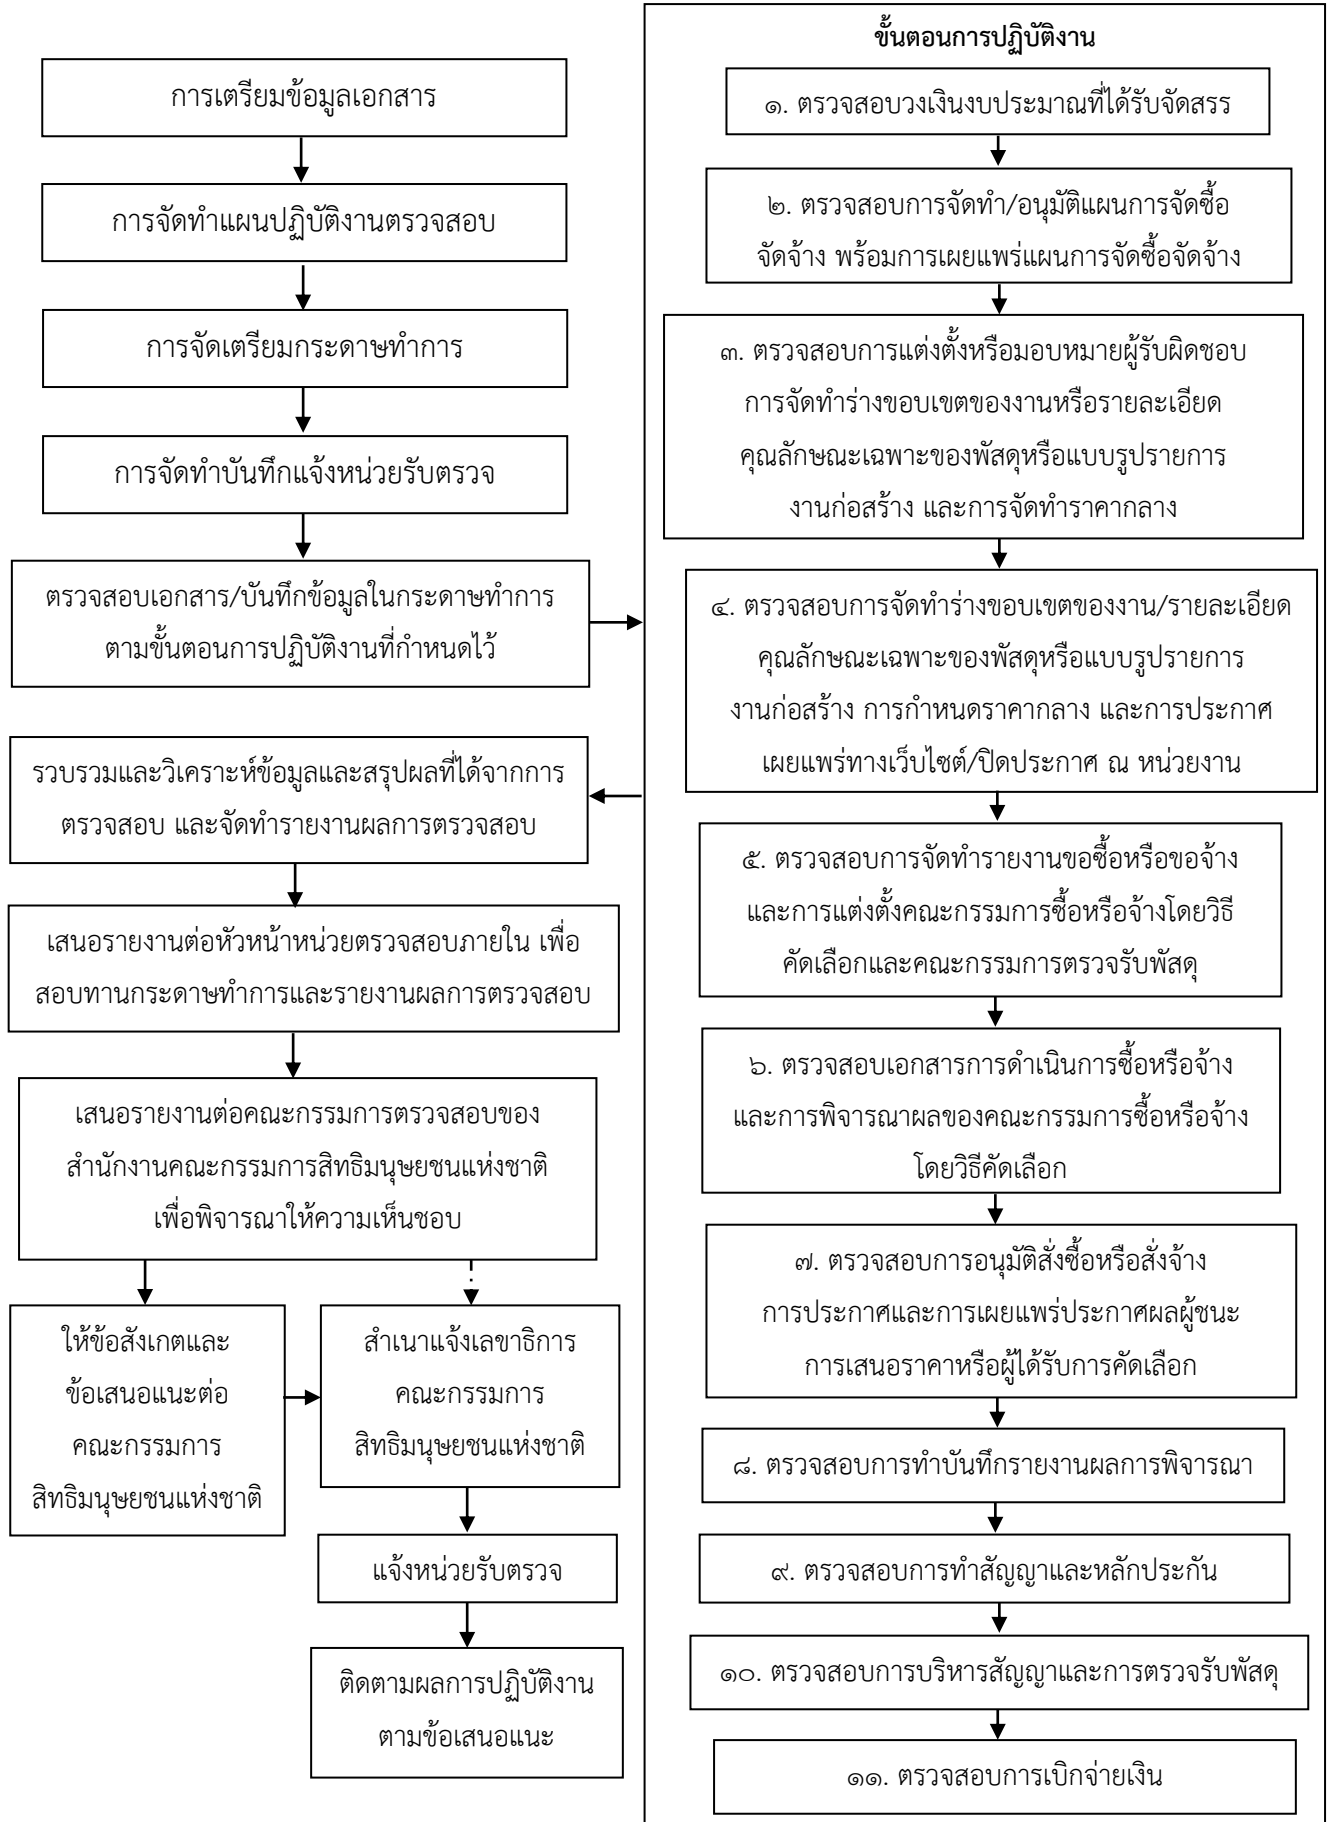 การเตรียมข้อมูลเอกสาร
การจัดทำแผนปฏิบัติงานตรวจสอบ
การจัดเตรียมกระดาษทำการ
การจัดทำบันทึกแจ้งหน่วยรับตรวจ
ตรวจสอบเอกสาร/บันทึกข้อมูลในกระดาษทำการ
ตามขั้นตอนการปฏิบัติงานที่กำหนดไว้
รวบรวมและวิเคราะห์ข้อมูลและสรุปผลที่ได้จากการ
ตรวจสอบ และจัดทำรายงานผลการตรวจสอบ
เสนอรายงานต่อหัวหน้าหน่วยตรวจสอบภายใน เพื่อ
สอบทานกระดาษทำการและรายงานผลการตรวจสอบ
เสนอรายงานต่อคณะกรรมการตรวจสอบของ
สำนักงานคณะกรรมการสิทธิมนุษยชนแห่งชาติ
เพื่อพิจารณาให้ความเห็นชอบ
ให้ข้อสังเกตและ
ข้อเสนอแนะต่อ
คณะกรรมการ
สิทธิมนุษยชนแห่งชาติ
สำเนาแจ้งเลขาธิการ
คณะกรรมการ
สิทธิมนุษยชนแห่งชาติ
แจ้งหน่วยรับตรวจ
ติดตามผลการปฏิบัติงาน
ตามข้อเสนอแนะ
ขั้นตอนการปฏิบัติงาน
๑. ตรวจสอบวงเงินงบประมาณที่ได้รับจัดสรร
๒. ตรวจสอบการจัดทำ/อนุมัติแผนการจัดซื้อ
จัดจ้าง พร้อมการเผยแพร่แผนการจัดซื้อจัดจ้าง
๓. ตรวจสอบการแต่งตั้งหรือมอบหมายผู้รับผิดชอบ
การจัดทำร่างขอบเขตของงานหรือรายละเอียด
คุณลักษณะเฉพาะของพัสดุหรือแบบรูปรายการ
งานก่อสร้าง และการจัดทำราคากลาง
๔. ตรวจสอบการจัดทำร่างขอบเขตของงาน/รายละเอียด
คุณลักษณะเฉพาะของพัสดุหรือแบบรูปรายการ
งานก่อสร้าง การกำหนดราคากลาง และการประกาศ
เผยแพร่ทางเว็บไซต์/ปิดประกาศ ณ หน่วยงาน
๕. ตรวจสอบการจัดทำรายงานขอซื้อหรือขอจ้าง
และการแต่งตั้งคณะกรรมการซื้อหรือจ้างโดยวิธี
คัดเลือกและคณะกรรมการตรวจรับพัสดุ
๖. ตรวจสอบเอกสารการดำเนินการซื้อหรือจ้าง
และการพิจารณาผลของคณะกรรมการซื้อหรือจ้าง
โดยวิธีคัดเลือก
๗. ตรวจสอบการอนุมัติสั่งซื้อหรือสั่งจ้าง
การประกาศและการเผยแพร่ประกาศผลผู้ชนะ
การเสนอราคาหรือผู้ได้รับการคัดเลือก
๘. ตรวจสอบการทำบันทึกรายงานผลการพิจารณา
๙. ตรวจสอบการทำสัญญาและหลักประกัน
๑๐. ตรวจสอบการบริหารสัญญาและการตรวจรับพัสดุ
๑๑. ตรวจสอบการเบิกจ่ายเงิน